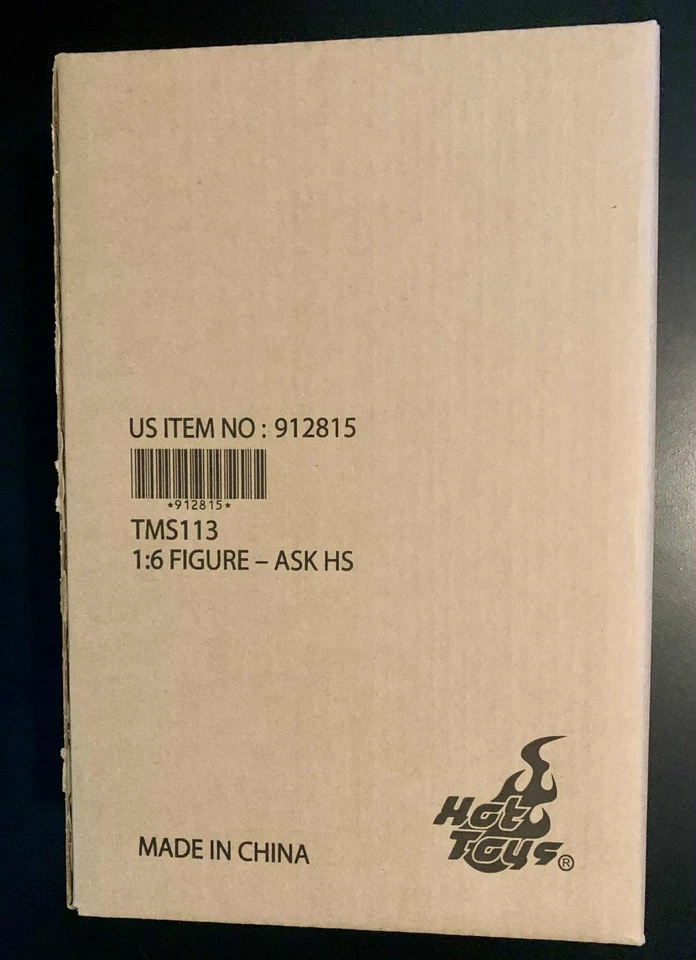 US ITEM NO : 912815
*912815*
TMS113
1:6 FIGURE – ASK HS
Hot
Toys®
MADE IN CHINA